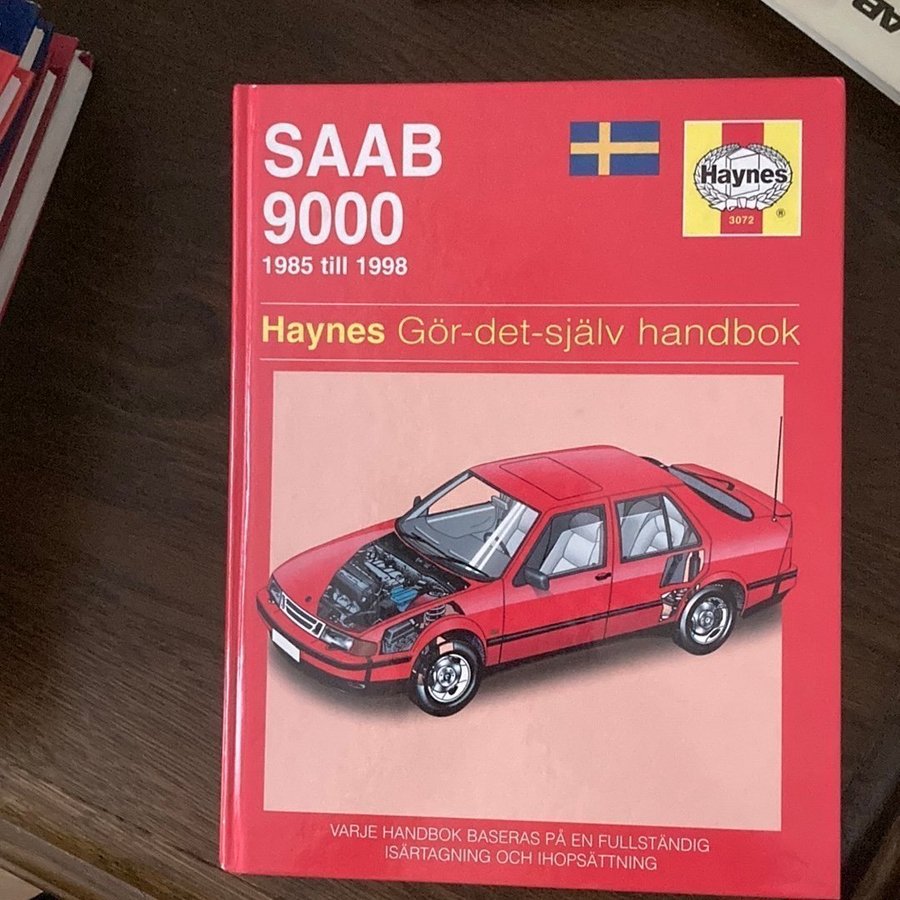 SAAB
9000
1985 till 1998
Haynes
®
3072
Haynes Gör-det-själv handbok
VARJE HANDBOK BASERAS PÅ EN FULLSTÄNDIG
ISÄRTAGNING OCH IHOPSÄTTNING